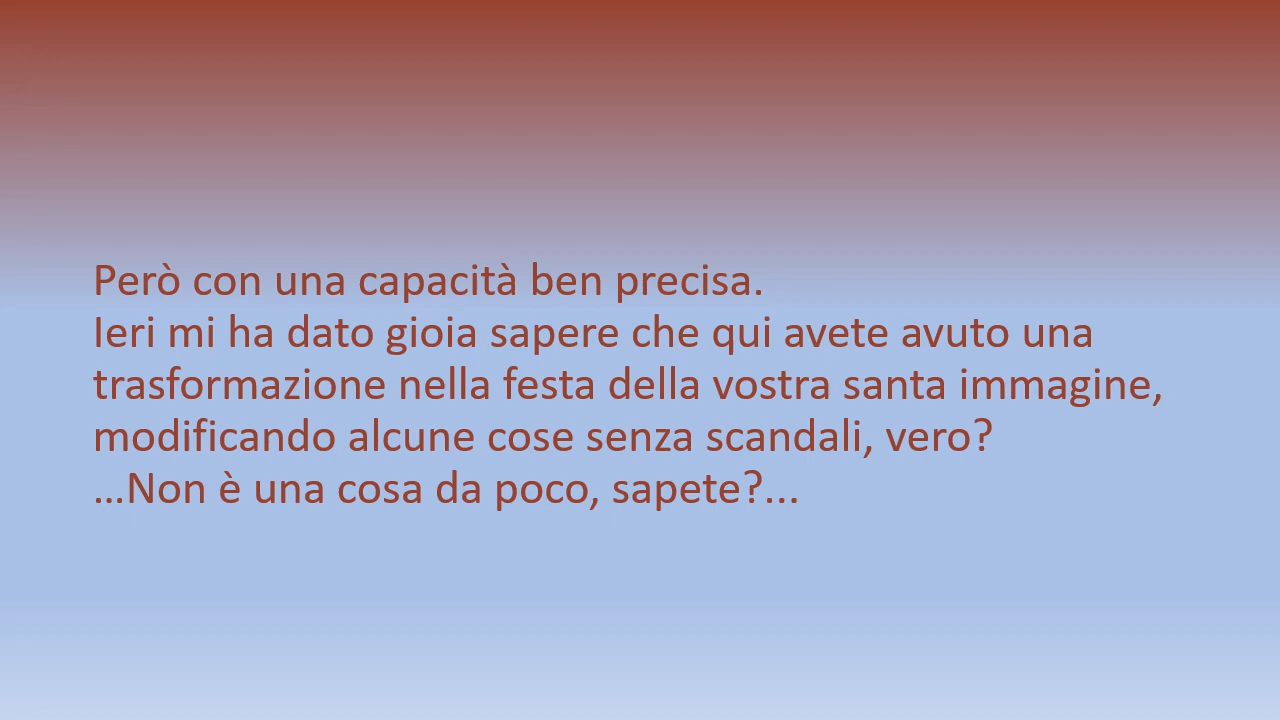 Però con una capacità ben precisa.
Ieri mi ha dato gioia sapere che qui avete avuto una
trasformazione nella festa della vostra santa immagine,
modificando alcune cose senza scandali, vero?
…Non è una cosa da poco, sapete?...